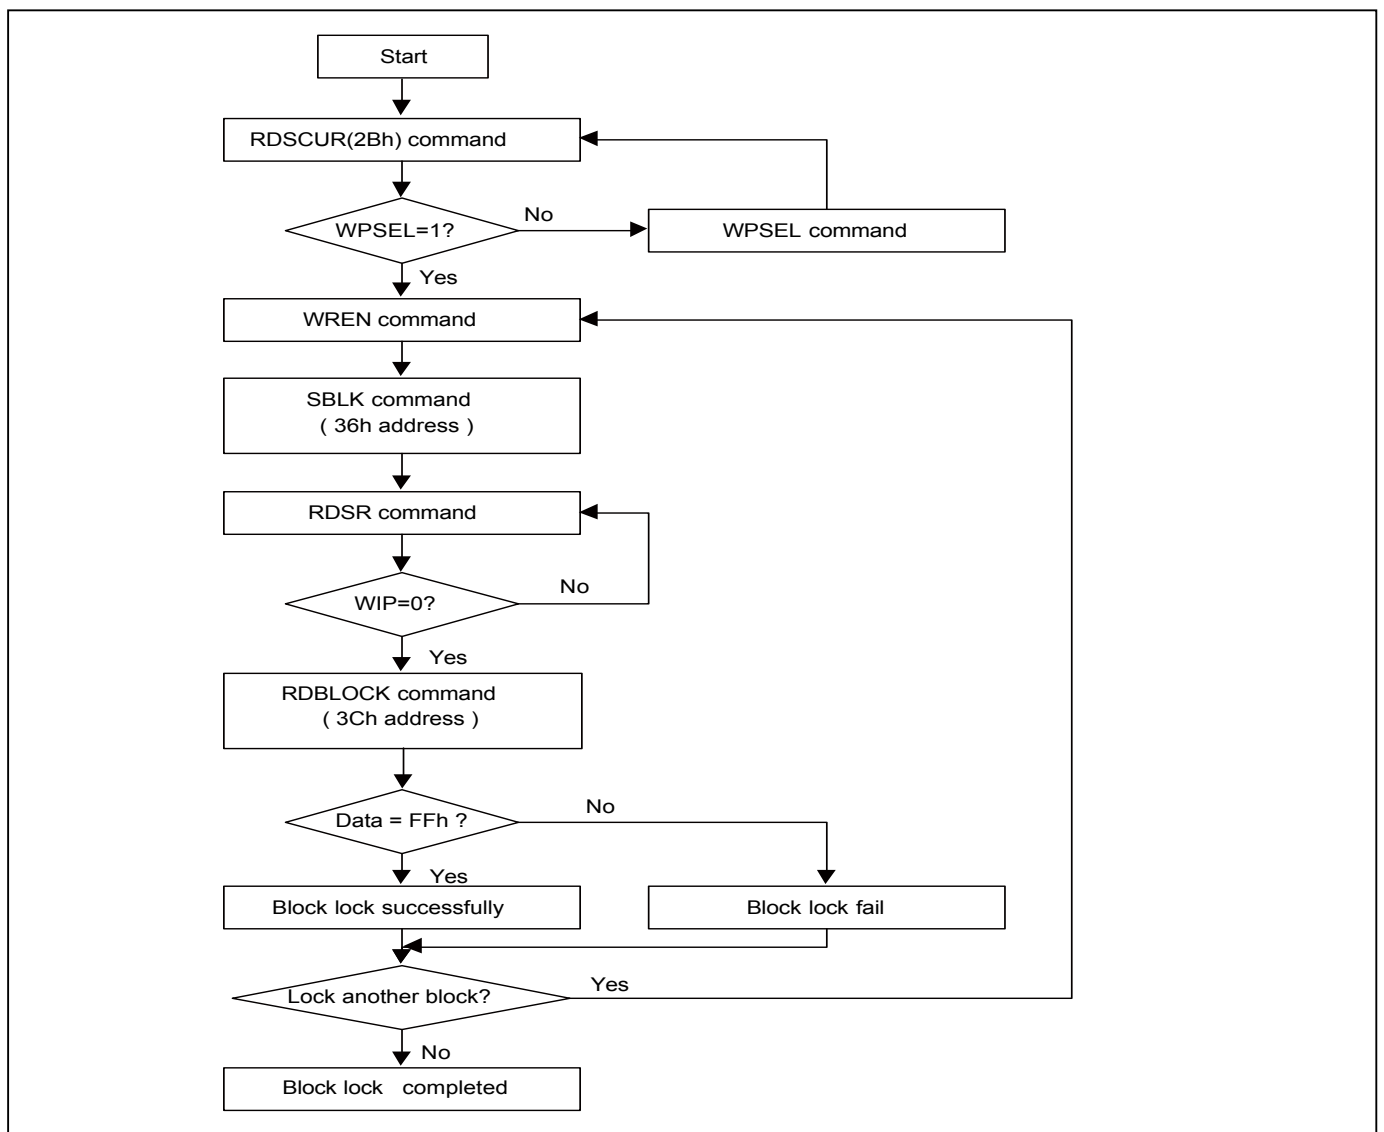 Start
RDSCUR(2Bh) command
WPSEL=1?
No
WPSEL command
Yes
WREN command
SBLK command
( 36h address )
RDSR command
WIP=0?
No
Yes
RDBLOCK command
( 3Ch address )
Data = FFh ?
No
Yes
Block lock successfully
Block lock fail
Lock another block?
Yes
No
Block lock completed